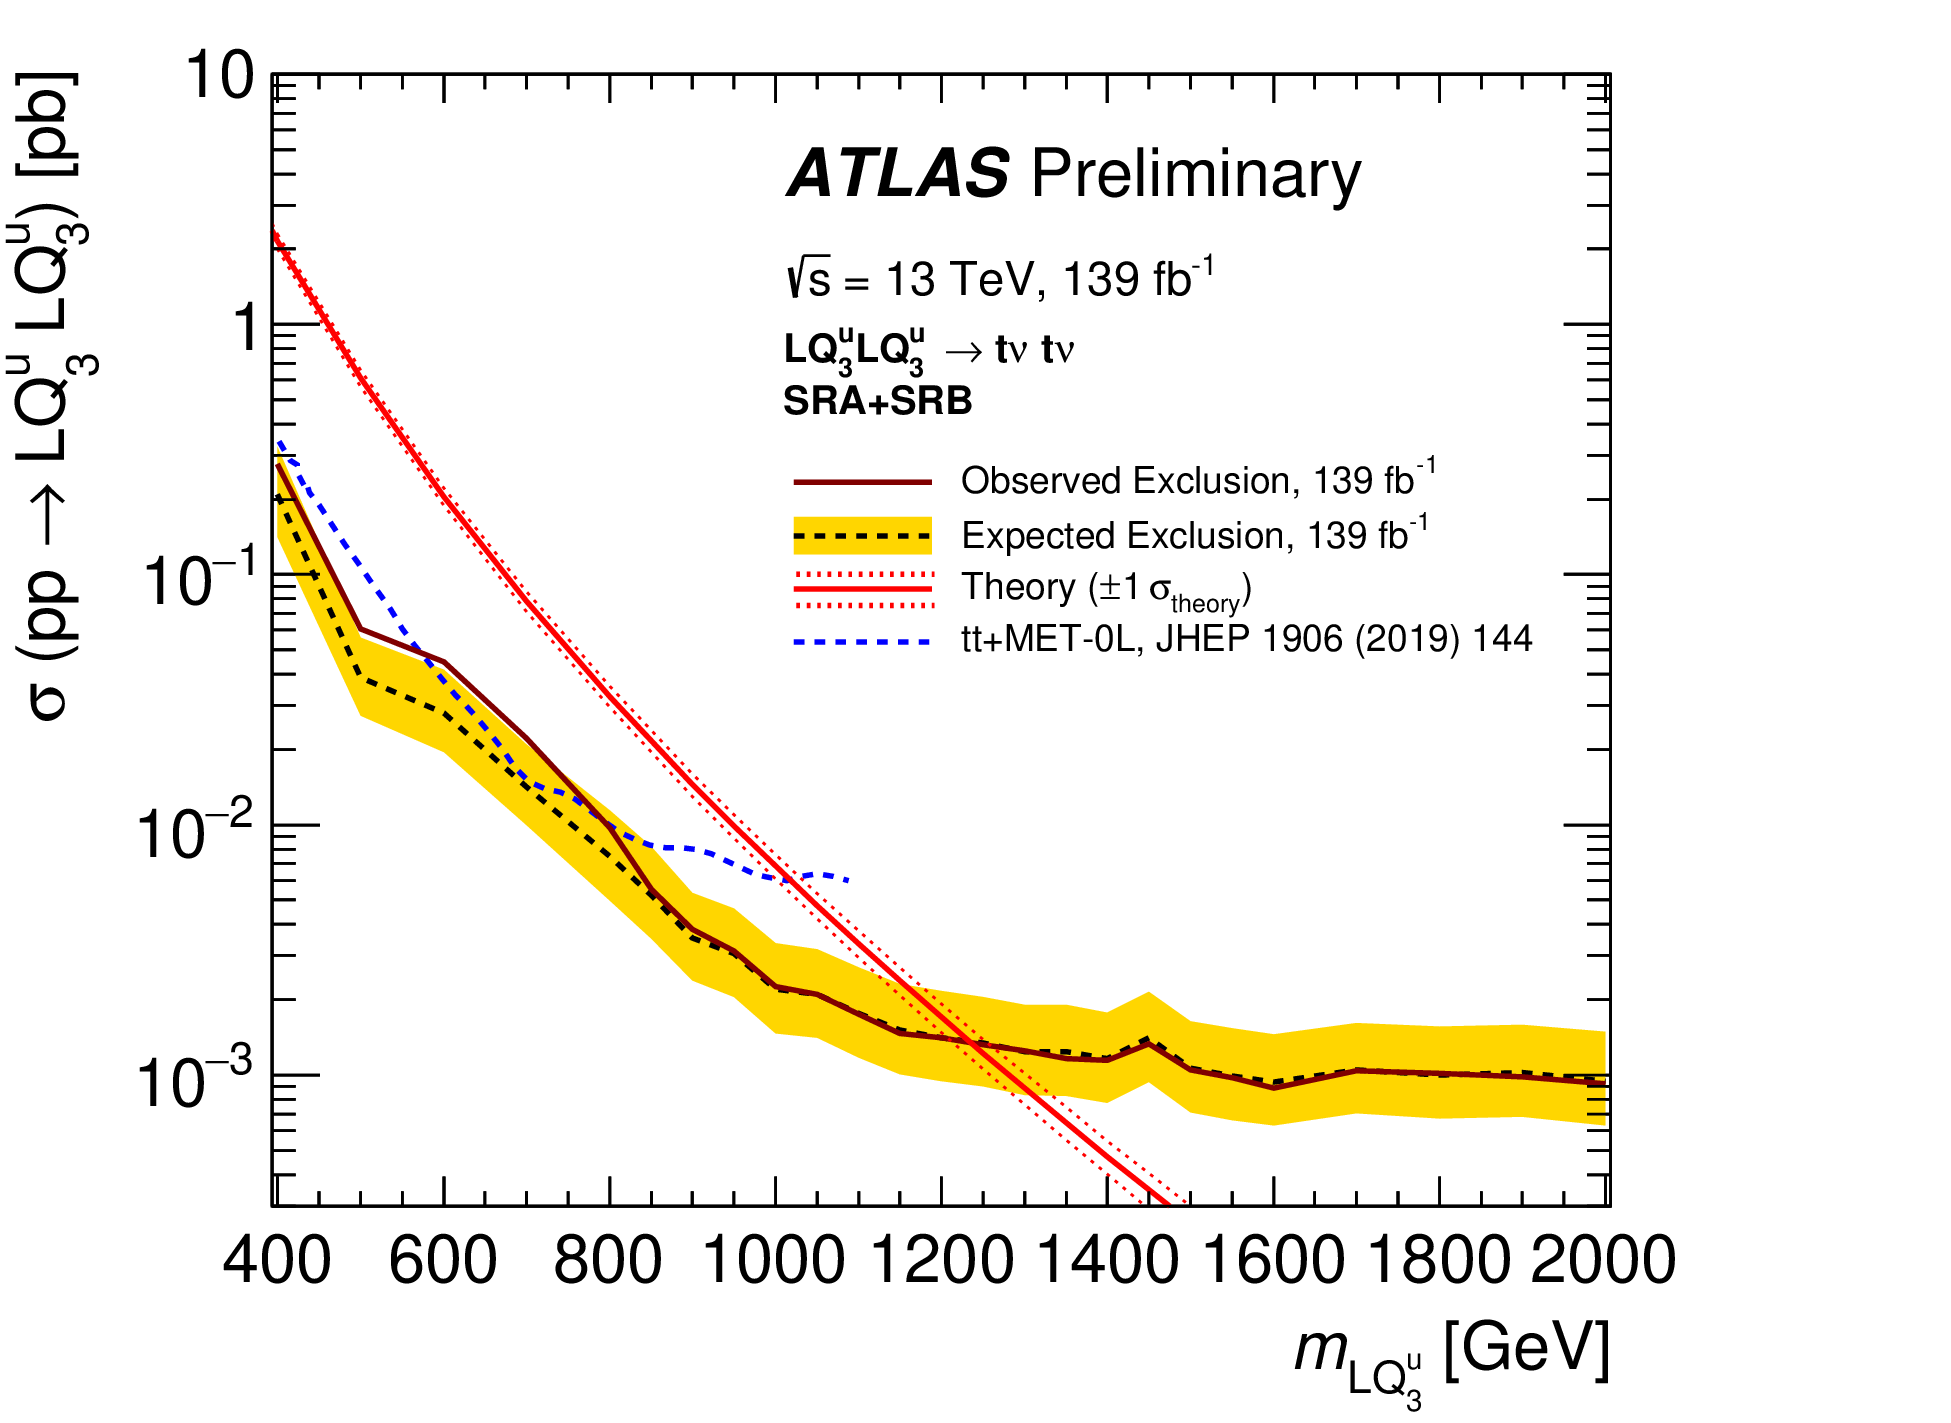 σ (pp → LQ₃ᵘ LQ₃ᵘ) [pb]
10
1
10⁻¹
10⁻²
10⁻³
ATLAS Preliminary
√s = 13 TeV, 139 fb⁻¹
LQ₃ᵘLQ₃ᵘ → tν tν
SRA+SRB
Observed Exclusion, 139 fb⁻¹
Expected Exclusion, 139 fb⁻¹
Theory (±1 σ_theory)
tt+MET-0L, JHEP 1906 (2019) 144
400 600 800 1000 1200 1400 1600 1800 2000
m_LQ₃ᵘ [GeV]